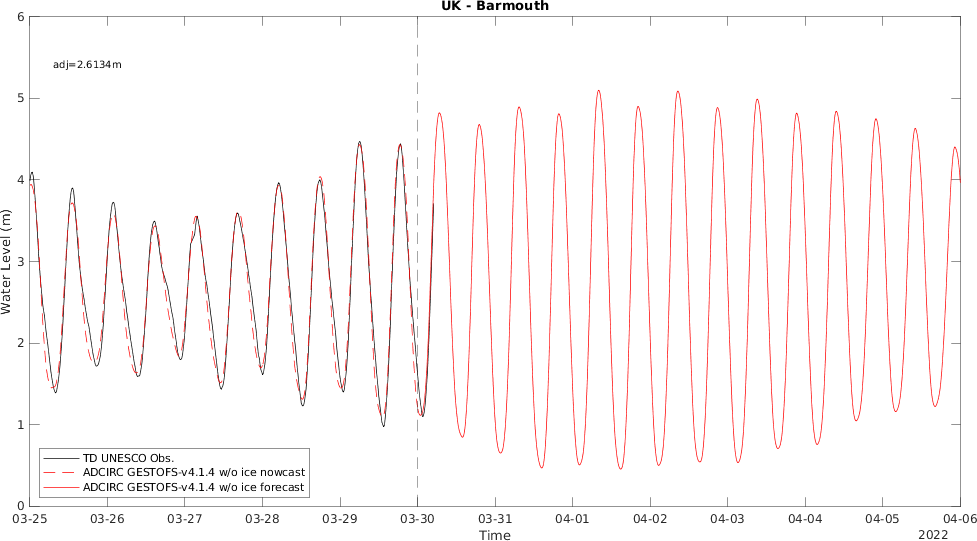 UK - Barmouth
6
adj=2.6134m
5
4
3
2
1
0
Water Level (m)
TD UNESCO Obs.
ADCIRC GESTOFS-v4.1.4 w/o ice nowcast
ADCIRC GESTOFS-v4.1.4 w/o ice forecast
03-25 03-26 03-27 03-28 03-29 03-30 03-31 04-01 04-02 04-03 04-04 04-05 04-06
Time
2022